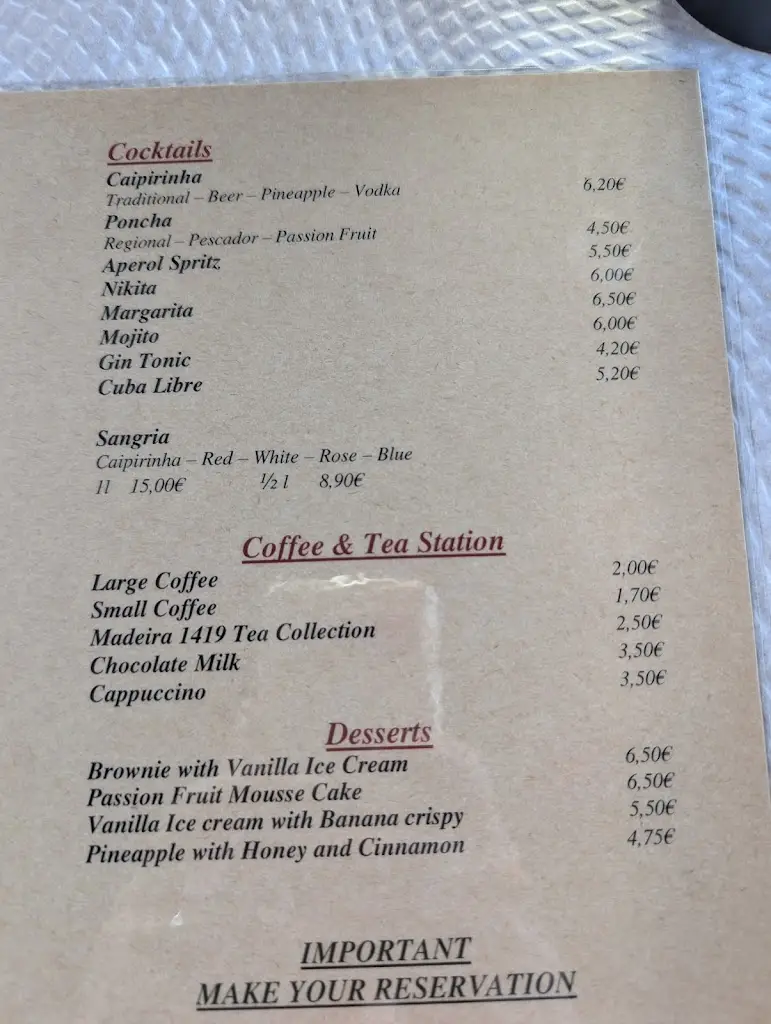 Cocktails
Caipirinha 6,20€
Traditional – Beer – Pineapple – Vodka
Poncha 4,50€
Regional – Pescador – Passion Fruit
Aperol Spritz 5,50€
Nikita 6,00€
Margarita 6,50€
Mojito 6,00€
Gin Tonic 4,20€
Cuba Libre 5,20€
Sangria
Caipirinha – Red – White – Rose – Blue
1l 15,00€ ½ l 8,90€
Coffee & Tea Station
Large Coffee 2,00€
Small Coffee 1,70€
Madeira 1419 Tea Collection 2,50€
Chocolate Milk 3,50€
Cappuccino 3,50€
Desserts
Brownie with Vanilla Ice Cream 6,50€
Passion Fruit Mousse Cake 6,50€
Vanilla Ice cream with Banana crispy 5,50€
Pineapple with Honey and Cinnamon 4,75€
IMPORTANT
MAKE YOUR RESERVATION